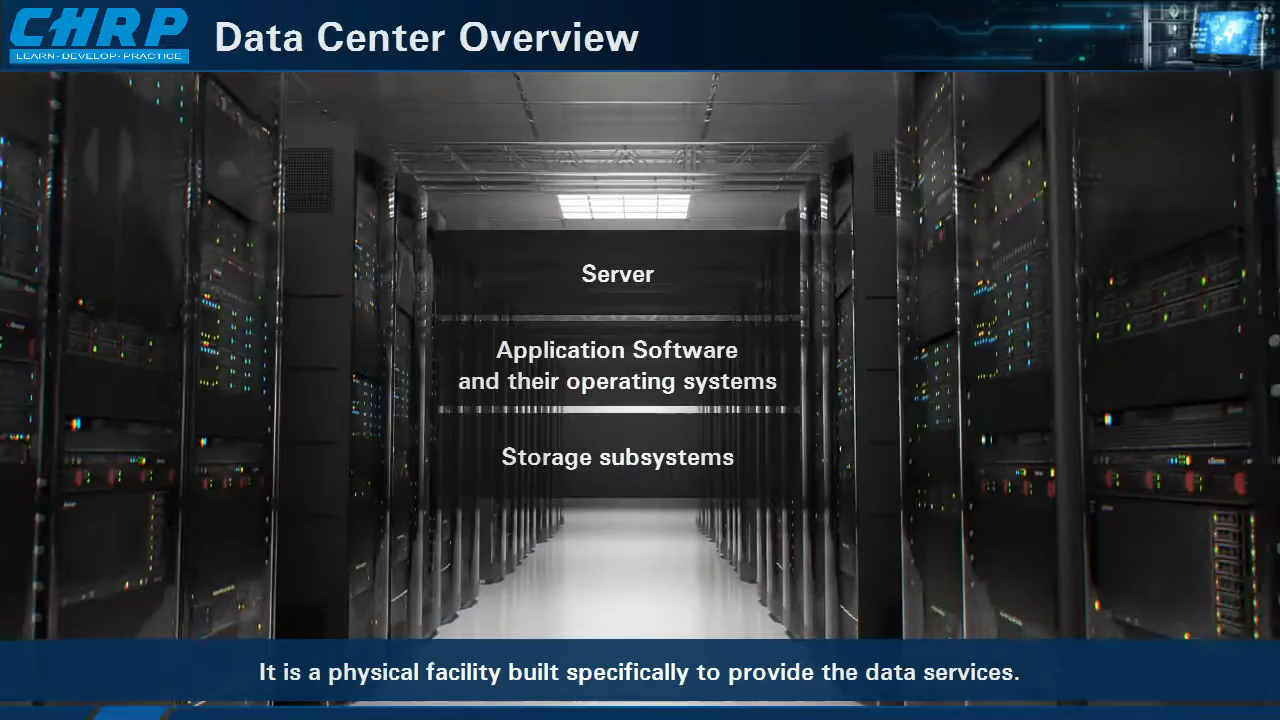 CHRP
LEARN-DEVELOP-PRACTICE
Data Center Overview
Server
Application Software
and their operating systems
Storage subsystems
It is a physical facility built specifically to provide the data services.